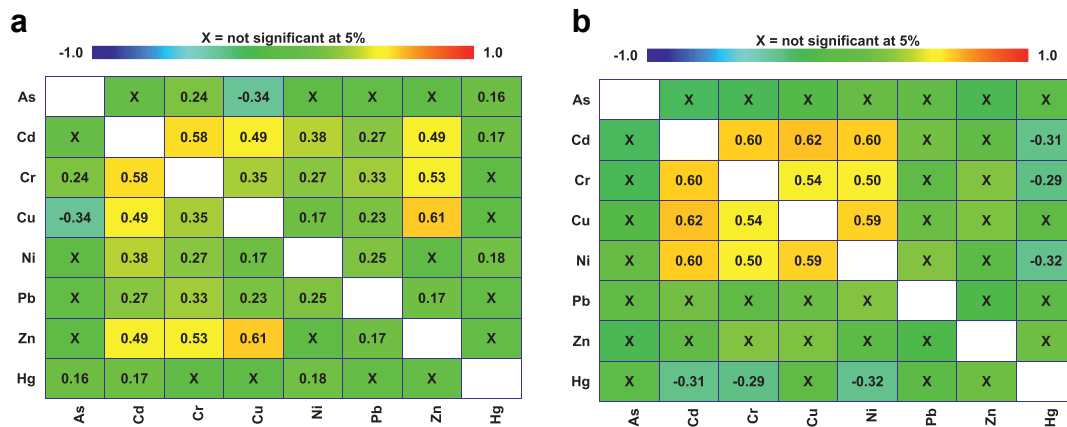 a
X = not significant at 5%
-1.0 1.0
As X 0.24 -0.34 X X X 0.16
Cd X 0.58 0.49 0.38 0.27 0.49 0.17
Cr 0.24 0.58 0.35 0.27 0.33 0.53 X
Cu -0.34 0.49 0.35 0.17 0.23 0.61 X
Ni X 0.38 0.27 0.17 0.25 X 0.18
Pb X 0.27 0.33 0.23 0.25 0.17 X
Zn X 0.49 0.53 0.61 X 0.17 X
Hg 0.16 0.17 X X 0.18 X X
As Cd Cr Cu Ni Pb Zn Hg
b
X = not significant at 5%
-1.0 1.0
As X X X X X X X
Cd X 0.60 0.62 0.60 X X -0.31
Cr X 0.60 0.54 0.50 X X -0.29
Cu X 0.62 0.54 0.59 X X X
Ni X 0.60 0.50 0.59 X X -0.32
Pb X X X X X X X
Zn X X X X X X X
Hg X -0.31 -0.29 X -0.32 X X
As Cd Cr Cu Ni Pb Zn Hg